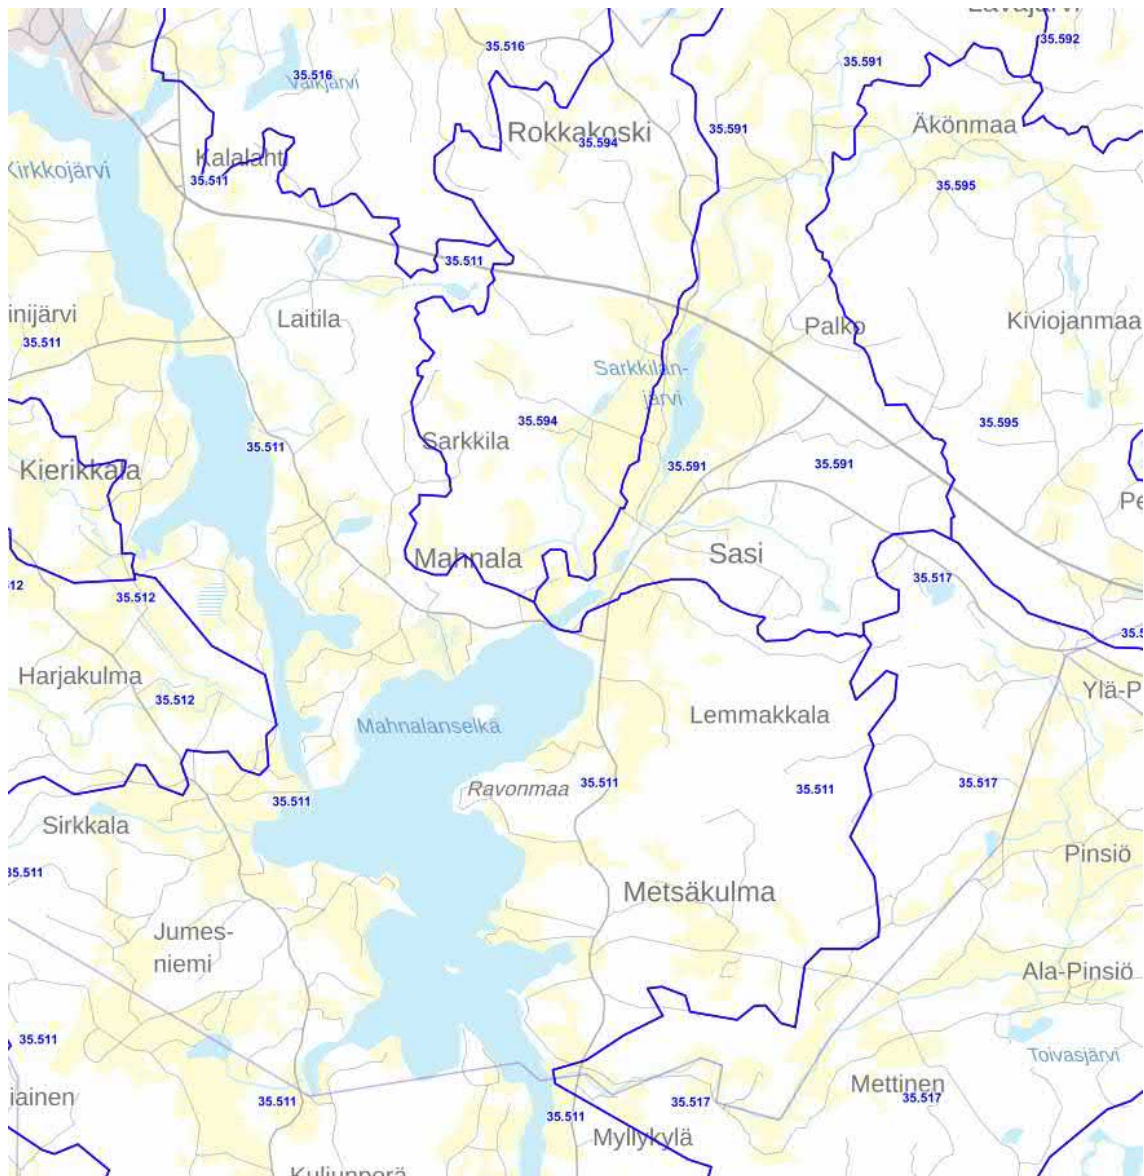 Lavajärvi
35.592
35.516
35.516
Valkjärvi
35.591
Rokkakoski
35.591
Äkönmaa
35.594
Kalalahti
Kirkkojärvi
35.511
35.595
35.511
inijärvi
Laitila
Palko
Kiviojanmaa
35.511
Sarkkilan-
järvi
35.594
35.595
Sarkkila
35.511
Kierikkala
35.591
35.591
Pe
Mahnala
Sasi
35.517
512
35.512
35.5
Harjakulma
35.512
Lemmakkala
Ylä-P
Mahnalanselkä
Ravonmaa
35.511
35.511
35.517
35.511
Sirkkala
Pinsiö
35.511
Metsäkulma
Jumes-
niemi
Ala-Pinsiö
35.511
Toivasjärvi
Mettinen
iainen
35.511
35.517
35.517
35.511
Myllykylä
Kuljunperä